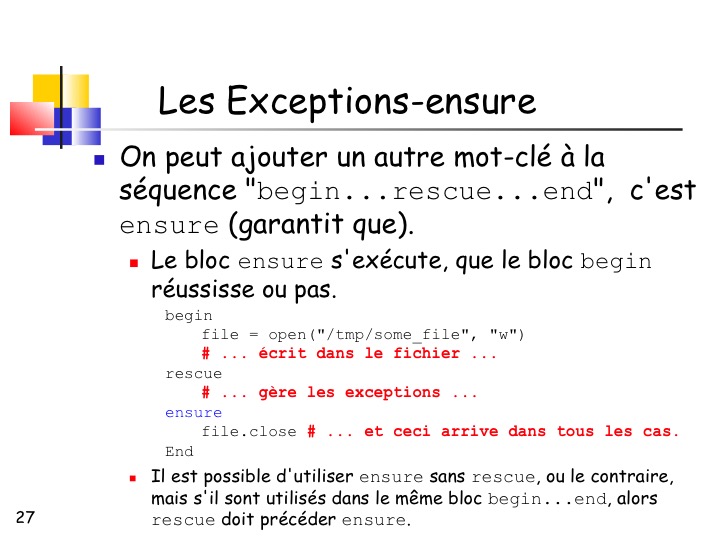 Les Exceptions-ensure
On peut ajouter un autre mot-clé à la
séquence "begin...rescue...end", c'est
ensure (garantit que).
Le bloc ensure s'exécute, que le bloc begin
réussisse ou pas.
begin
file = open("/tmp/some_file", "w")
# ... écrit dans le fichier ...
rescue
# ... gère les exceptions ...
ensure
file.close # ... et ceci arrive dans tous les cas.
End
Il est possible d'utiliser ensure sans rescue, ou le contraire,
mais s'il sont utilisés dans le même bloc begin...end, alors
rescue doit précéder ensure.
27